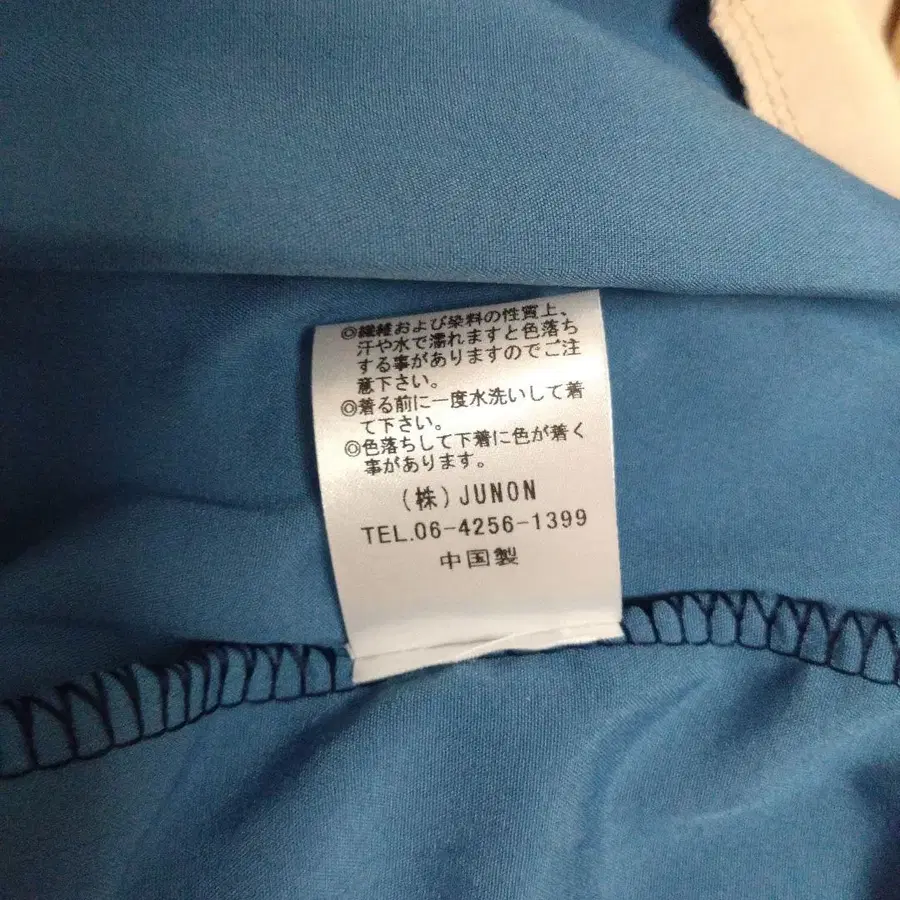 ◎繊維および染料の性質上、
汗や水で濡れますと色落ち
する事がありますのでご注
意下さい。
◎着る前に一度水洗いして着
て下さい。
◎色落ちして下着に色が着く
事があります。
(株)JUNON
TEL.06-4256-1399
中国製